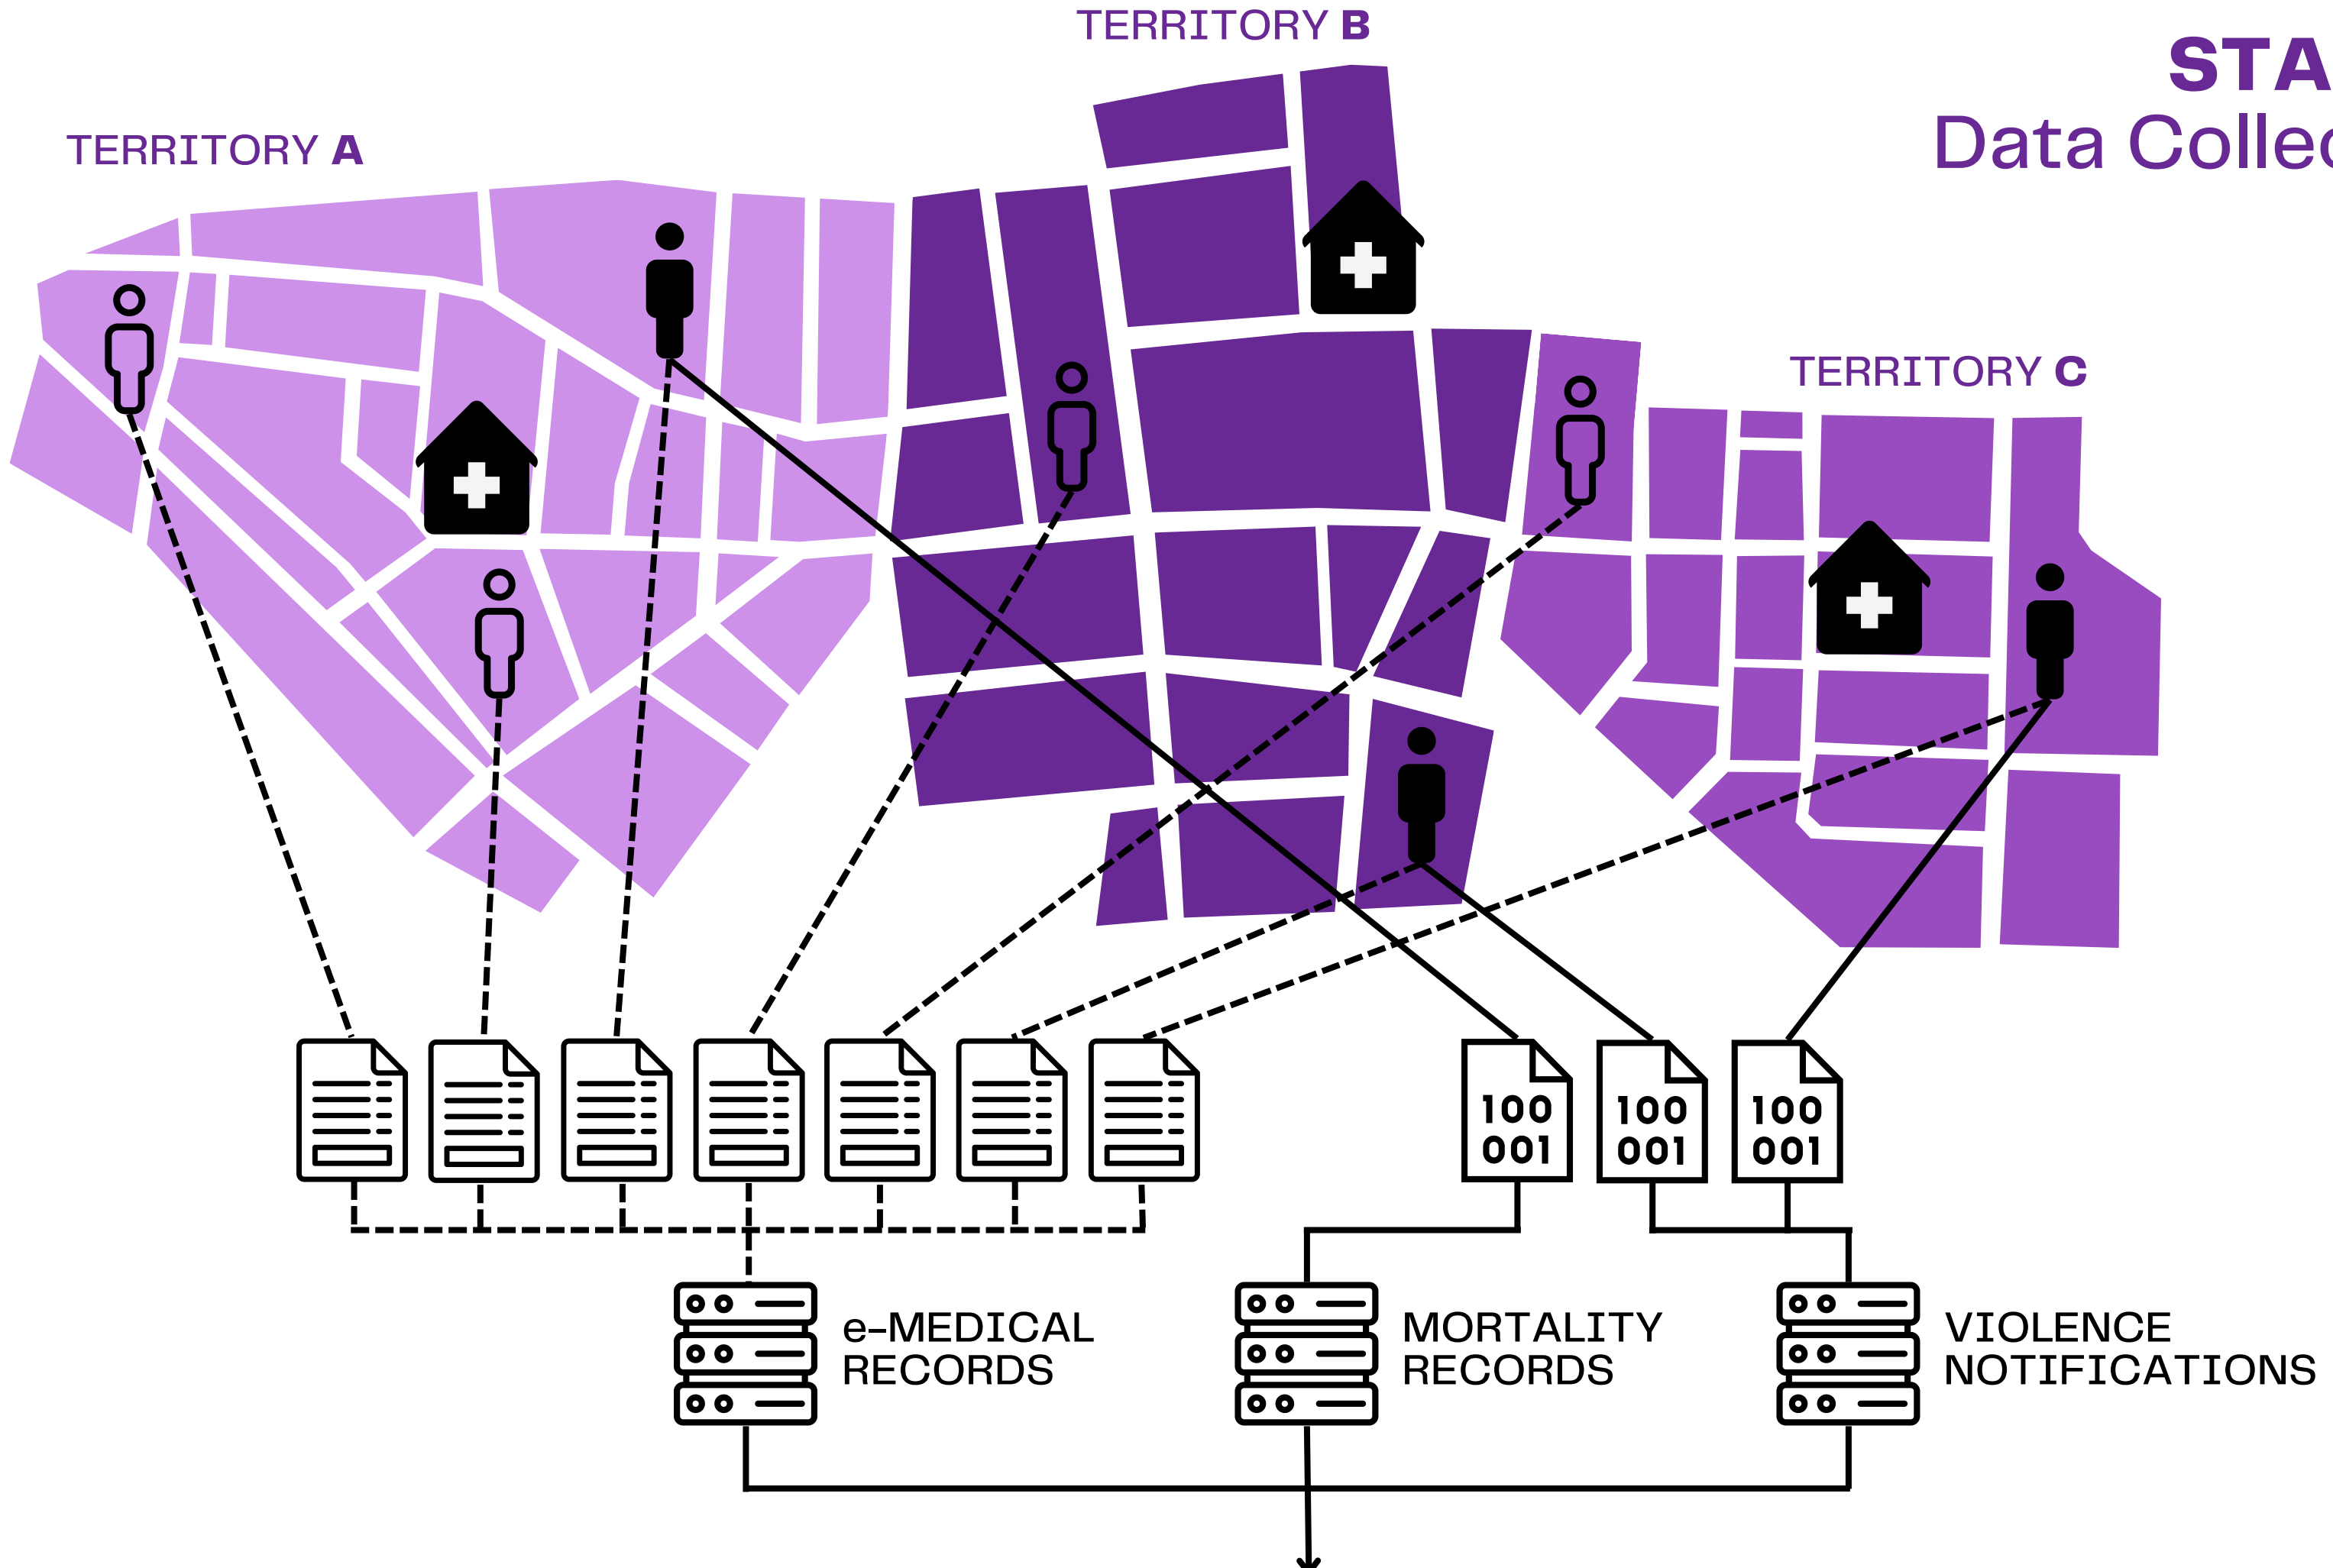 TERRITORY B
STA
Data Collec
TERRITORY A
TERRITORY C
100
001
100
001
100
001
e-MEDICAL
RECORDS
MORTALITY
RECORDS
VIOLENCE
NOTIFICATIONS